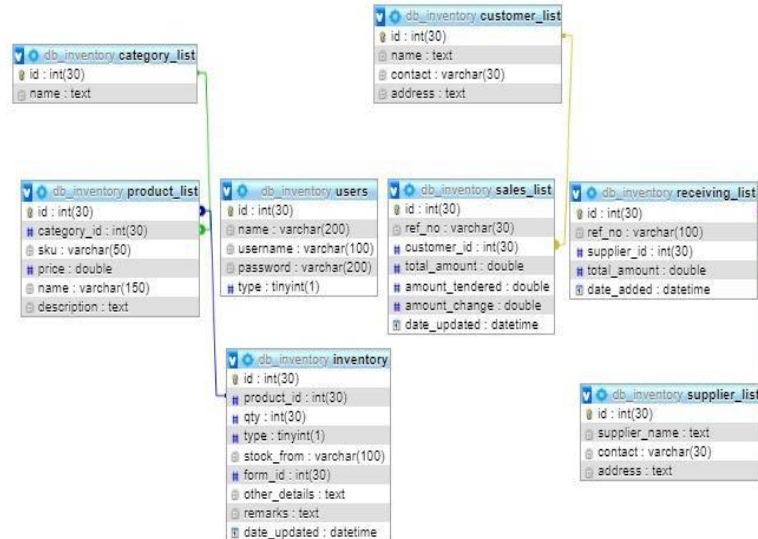 db_inventory customer_list
id : int(30)
name : text
contact : varchar(30)
address : text
db_inventory category_list
id : int(30)
name : text
db_inventory product_list
id : int(30)
category_id : int(30)
sku : varchar(50)
price : double
name : varchar(150)
description : text
db_inventory users
id : int(30)
name : varchar(200)
username : varchar(100)
password : varchar(200)
type : tinyint(1)
db_inventory sales_list
id : int(30)
ref_no : varchar(30)
customer_id : int(30)
total_amount : double
amount_tendered : double
amount_change : double
date_updated : datetime
db_inventory receiving_list
id : int(30)
ref_no : varchar(100)
supplier_id : int(30)
total_amount : double
date_added : datetime
db_inventory inventory
id : int(30)
product_id : int(30)
qty : int(30)
type : tinyint(1)
stook_from : varchar(100)
form_id : int(30)
other_details : text
remarks : text
date_updated : datetime
db_inventory supplier_list
id : int(30)
supplier_name : text
contact : varchar(30)
address : text